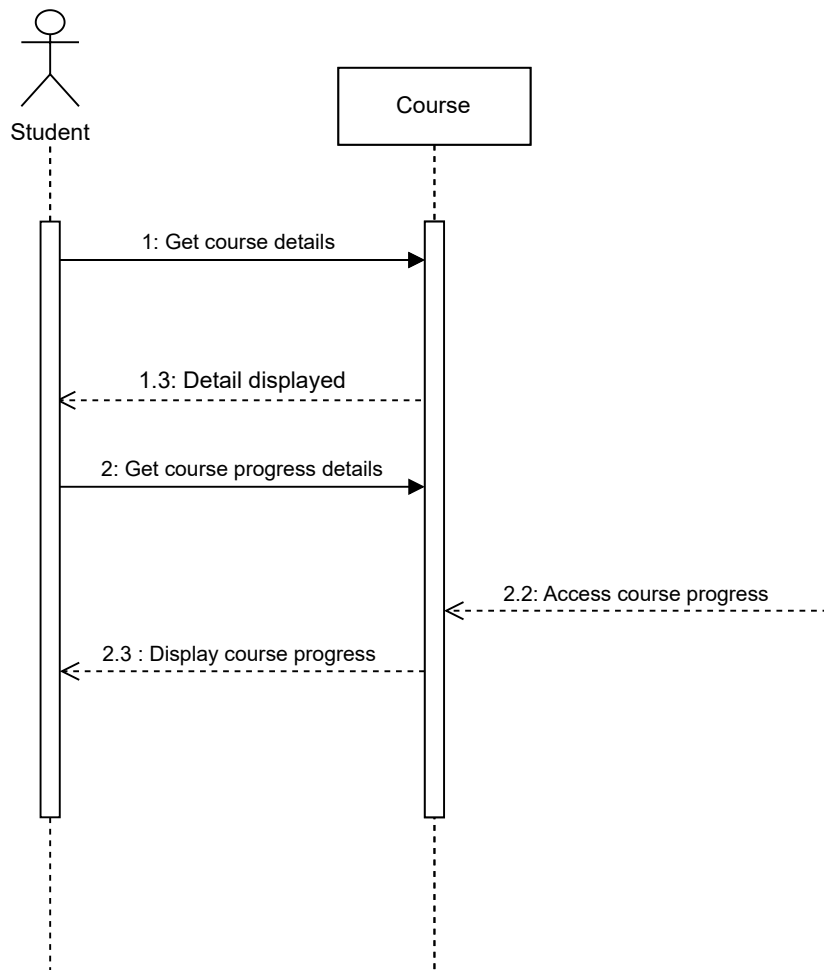 Student
Course
1: Get course details
1.3: Detail displayed
2: Get course progress details
2.2: Access course progress
2.3 : Display course progress